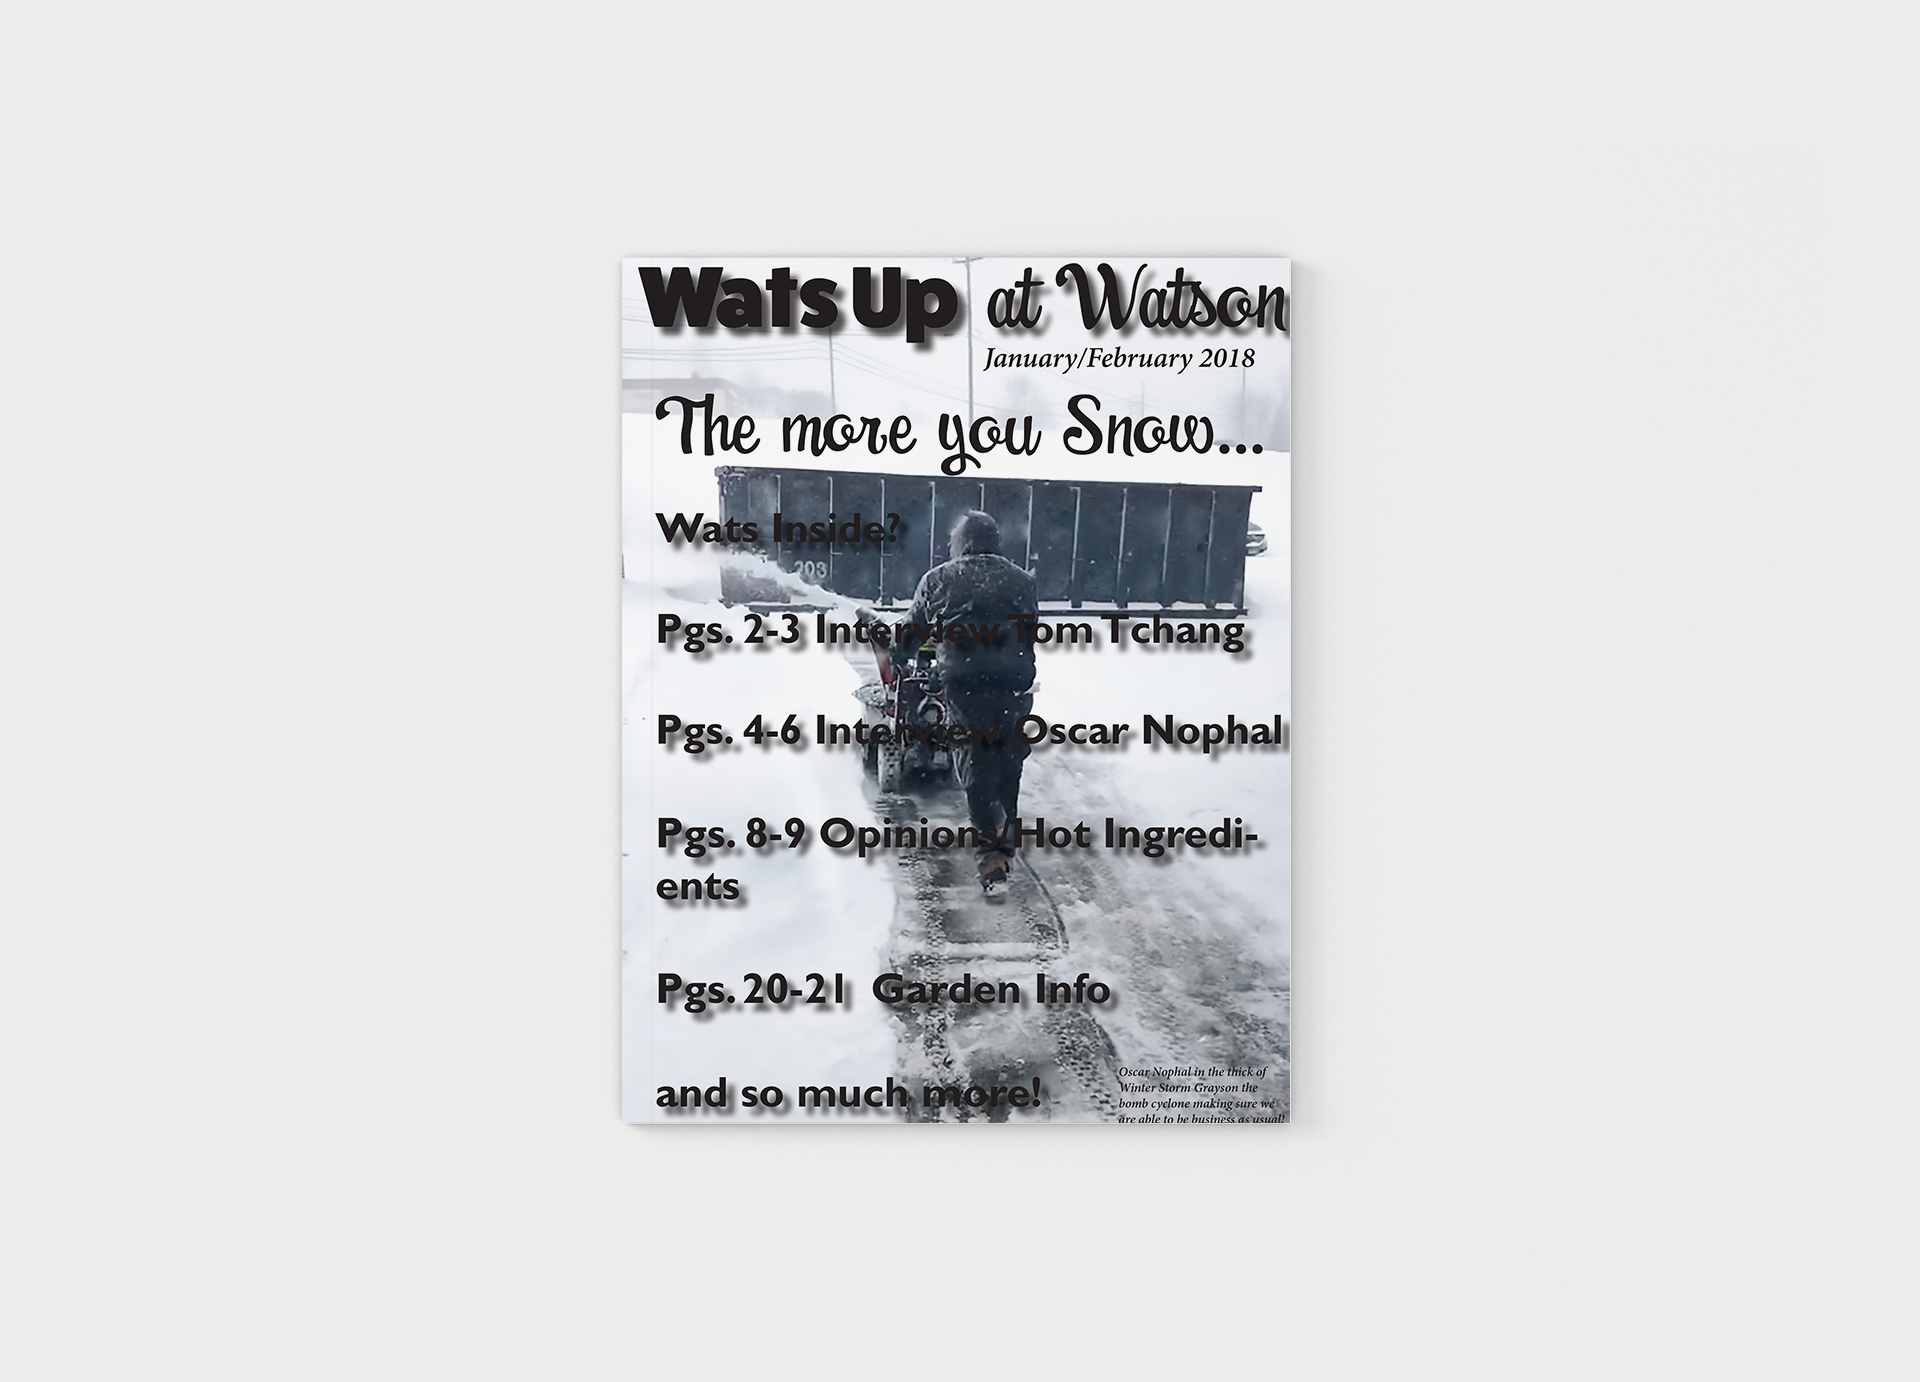 Wats Up at Watson
January/February 2018
The more you Snow...
Wats Inside?
203
Pgs. 2-3 Interview Tom Tchang
Pgs. 4-6 Interview Oscar Nophal
Pgs. 8-9 Opinions/Hot Ingredi-
ents
Pgs. 20-21 Garden Info
and so much more!
Oscar Nophal in the thick of
Winter Storm Grayson the
bomb cyclone making sure we
are able to be business as usual!